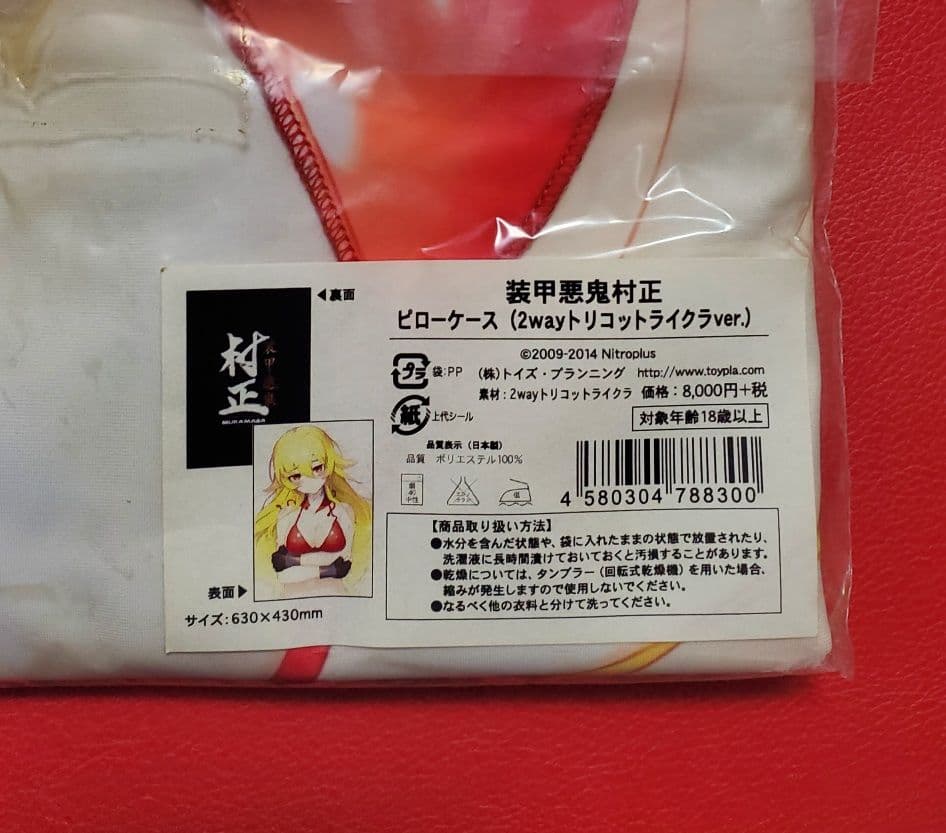 ◀裏面
装甲悪鬼村正
ピローケース（2wayトリコットライクラver.）
村正
装甲悪鬼
MURAMASA
©2009-2014 Nitroplus
プラ 袋:PP （株）トイズ・プランニング http://www.toypla.com
素材:2wayトリコットライクラ 価格:8,000円+税
紙 上代シール
対象年齢18歳以上
品質表示（日本製）
品質 ポリエステル100%
中性
低
4 580304 788300
【商品取り扱い方法】
●水分を含んだ状態や、袋に入れたままの状態で放置されたり、
洗濯液に長時間漬けておいておくと汚損することがあります。
●乾燥については、タンブラー（回転式乾燥機）を用いた場合、
縮みが発生しますので使用しないでください。
●なるべく他の衣料と分けて洗ってください。
表面▶
サイズ:630×430mm